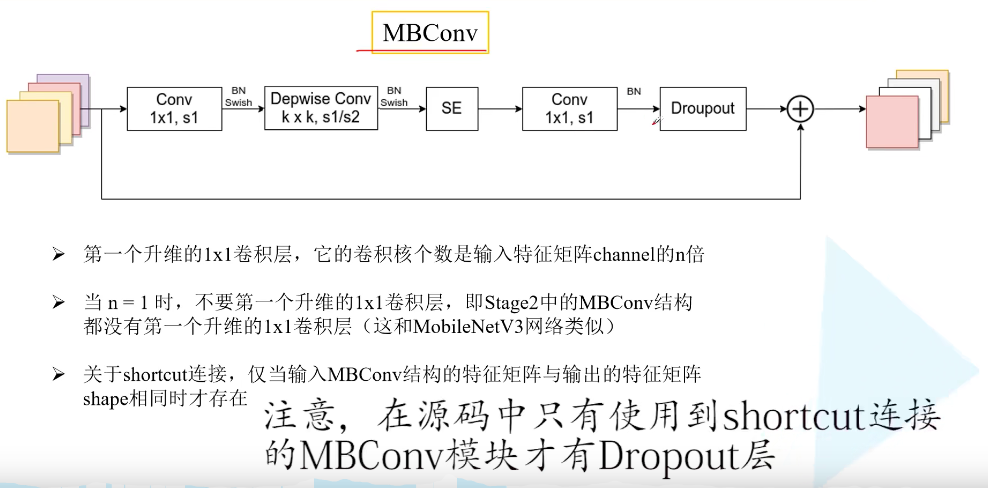 MBConv
Conv
1x1, s1
BN
Swish
Depwise Conv
k x k, s1/s2
BN
Swish
SE
Conv
1x1, s1
BN
Droupout
第一个升维的1x1卷积层，它的卷积核个数是输入特征矩阵channel的n倍
当 n = 1 时，不要第一个升维的1x1卷积层，即Stage2中的MBConv结构
都没有第一个升维的1x1卷积层（这和MobileNetV3网络类似）
关于shortcut连接，仅当输入MBConv结构的特征矩阵与输出的特征矩阵
shape相同时才存在
注意，在源码中只有使用到shortcut连接
的MBConv模块才有Dropout层